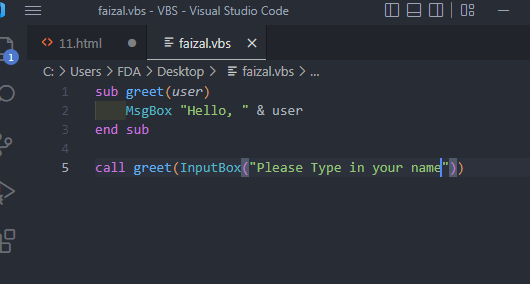 faizal.vbs - VBS - Visual Studio Code
11.html
faizal.vbs
C: > Users > FDA > Desktop > faizal.vbs > ...
1 sub greet(user)
2 MsgBox "Hello, " & user
3 end sub
4
5 call greet(InputBox("Please Type in your name"))
1